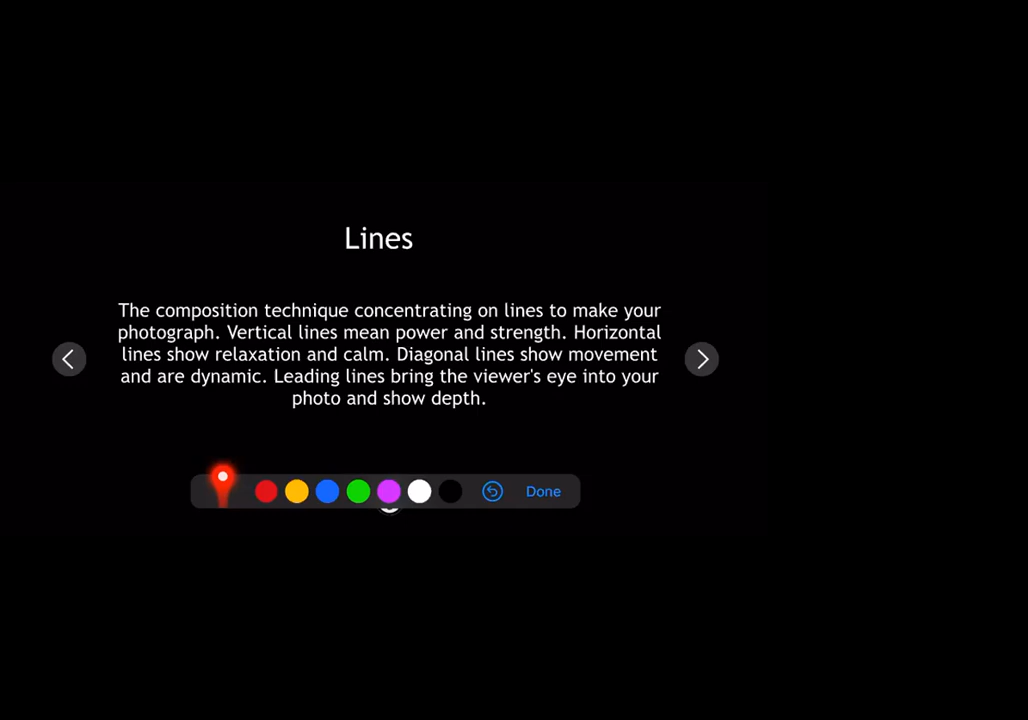 Lines
The composition technique concentrating on lines to make your
photograph. Vertical lines mean power and strength. Horizontal
lines show relaxation and calm. Diagonal lines show movement
and are dynamic. Leading lines bring the viewer's eye into your
photo and show depth.
Done